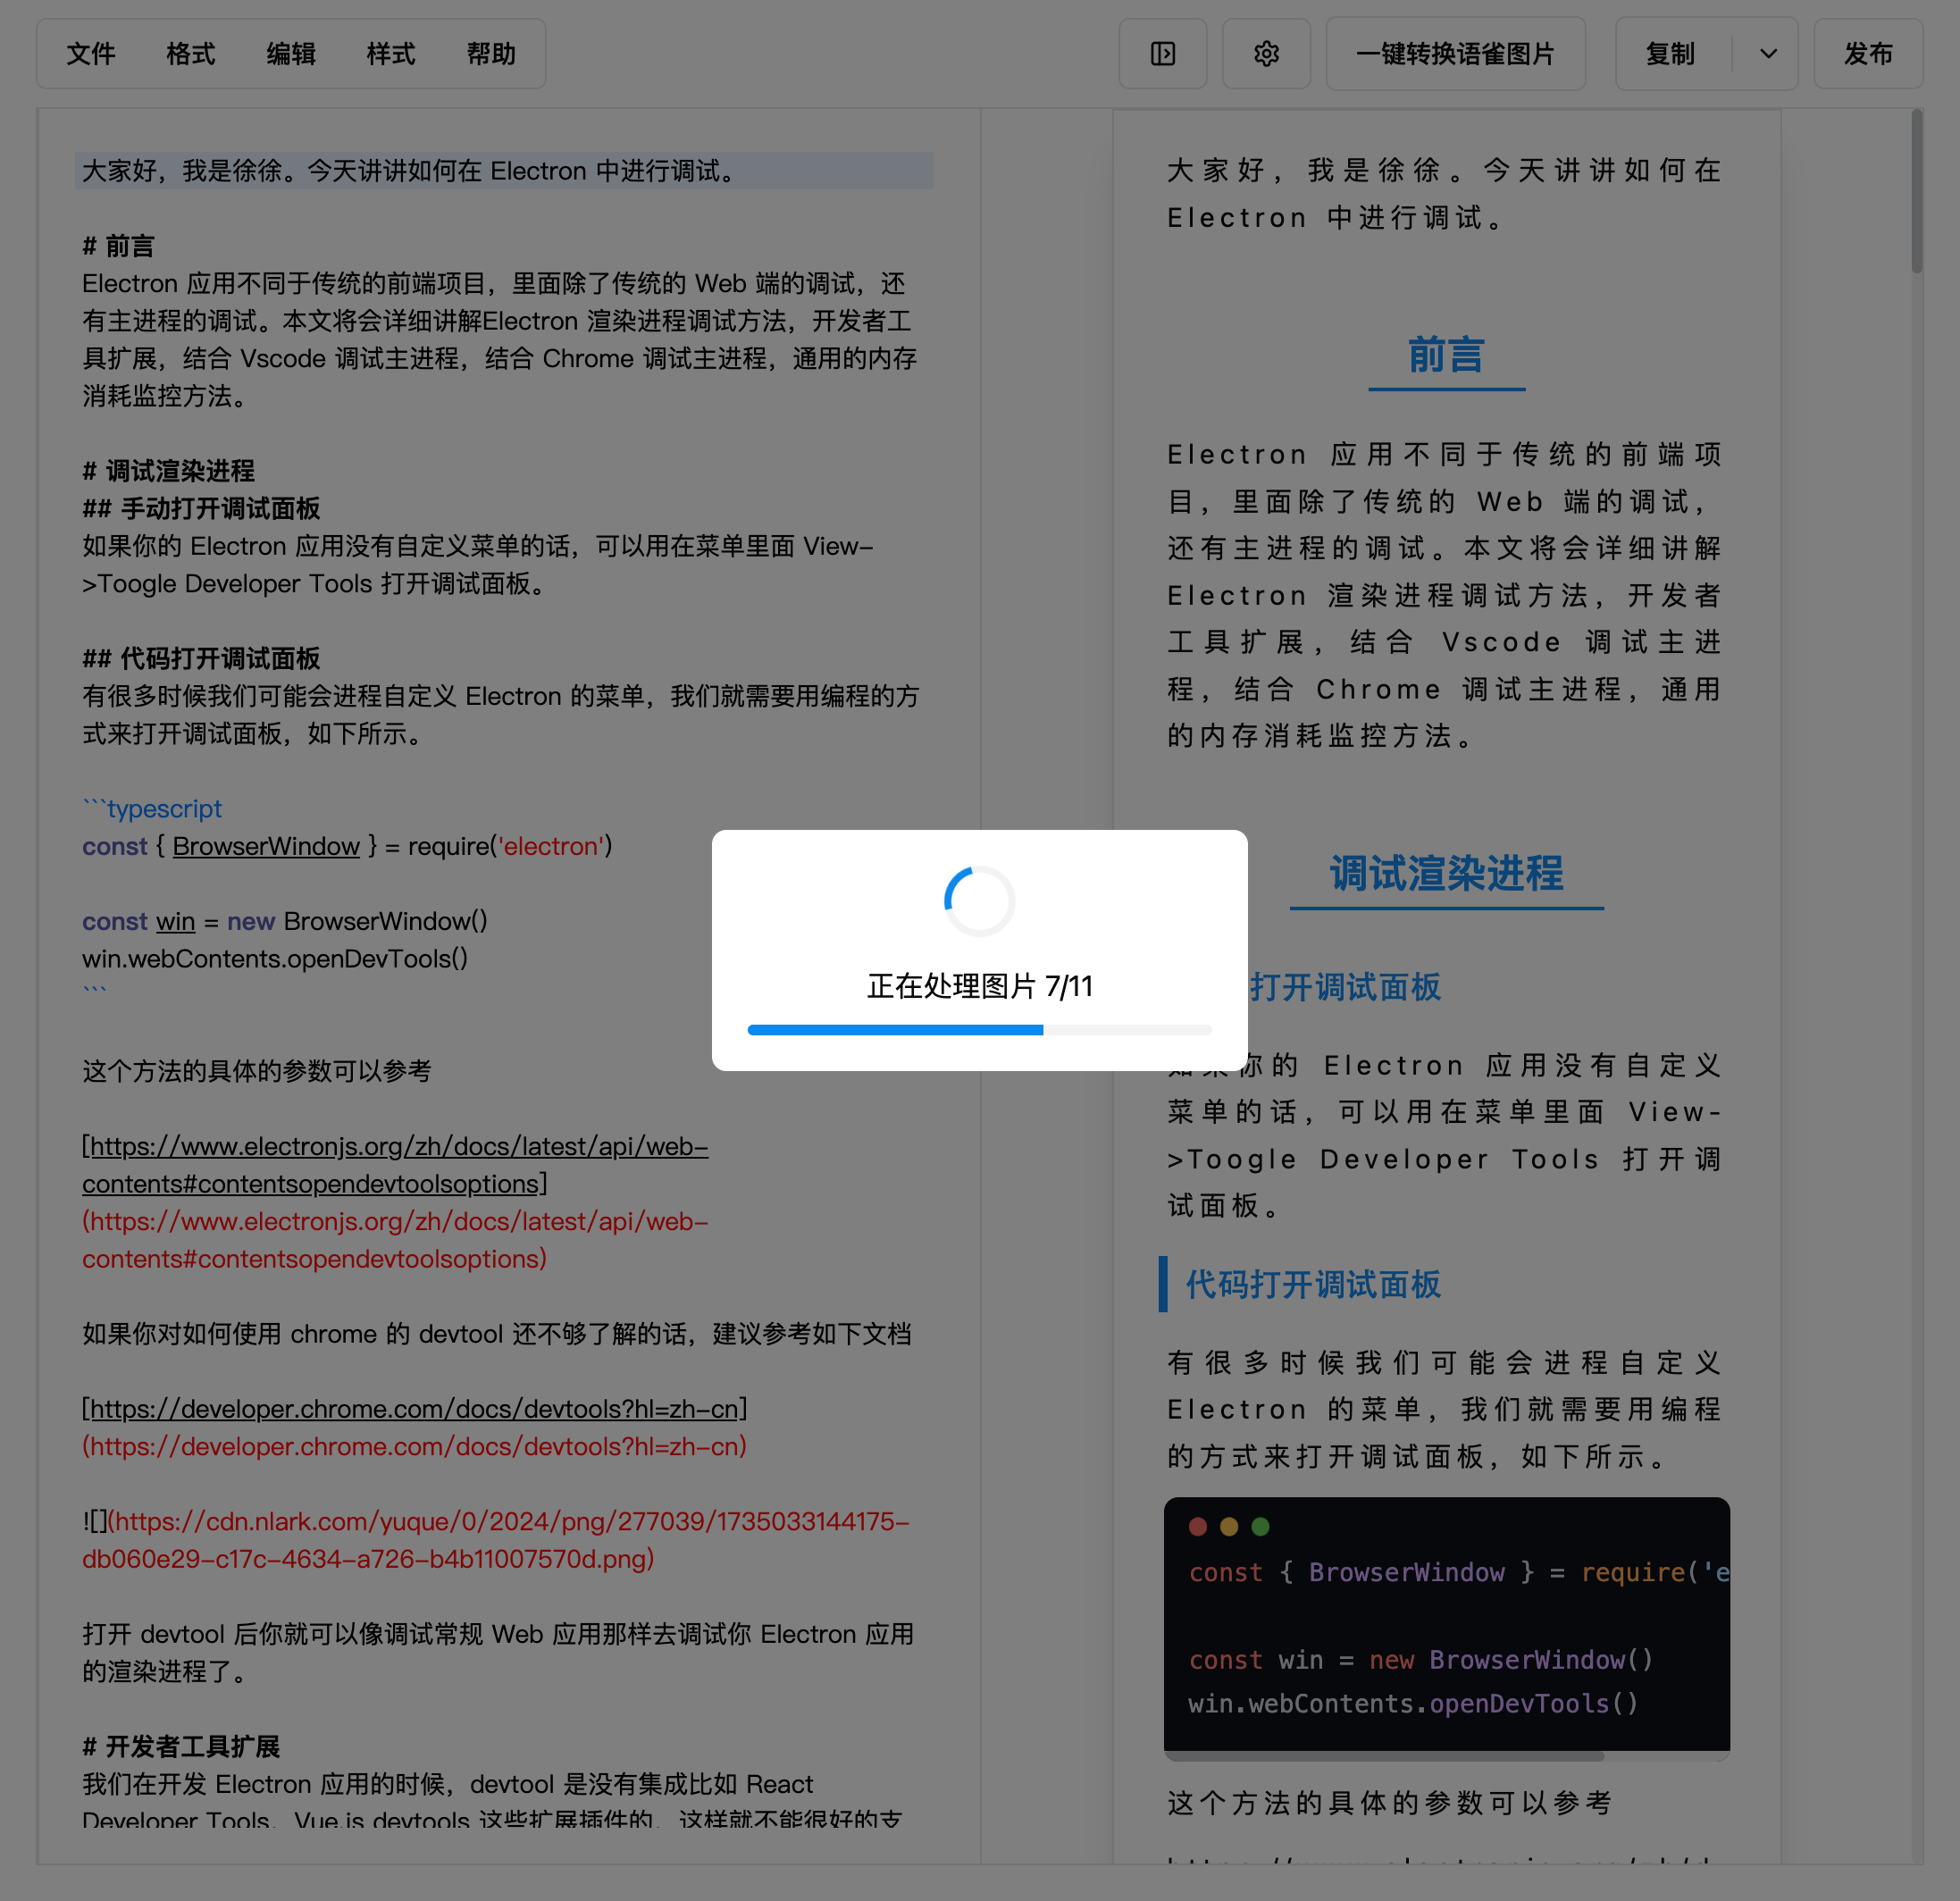 文件 格式 编辑 样式 帮助
一键转换语雀图片 复制 发布
大家好，我是徐徐。今天讲讲如何在 Electron 中进行调试。
# 前言
Electron 应用不同于传统的前端项目，里面除了传统的 Web 端的调试，还
有主进程的调试。本文将会详细讲解Electron 渲染进程调试方法，开发者工
具扩展，结合 Vscode 调试主进程，结合 Chrome 调试主进程，通用的内存
消耗监控方法。
# 调试渲染进程
## 手动打开调试面板
如果你的 Electron 应用没有自定义菜单的话，可以用在菜单里面 View-
>Toogle Developer Tools 打开调试面板。
## 代码打开调试面板
有很多时候我们可能会进程自定义 Electron 的菜单，我们就需要用编程的方
式来打开调试面板，如下所示。
```typescript
const { BrowserWindow } = require('electron')
const win = new BrowserWindow()
win.webContents.openDevTools()
```
这个方法的具体的参数可以参考
[https://www.electronjs.org/zh/docs/latest/api/web-
contents#contentsopendevtoolsoptions]
(https://www.electronjs.org/zh/docs/latest/api/web-
contents#contentsopendevtoolsoptions)
如果你对如何使用 chrome 的 devtool 还不够了解的话，建议参考如下文档
[https://developer.chrome.com/docs/devtools?hl=zh-cn]
(https://developer.chrome.com/docs/devtools?hl=zh-cn)
![](https://cdn.nlark.com/yuque/0/2024/png/277039/1735033144175-
db060e29-c17c-4634-a726-b4b11007570d.png)
打开 devtool 后你就可以像调试常规 Web 应用那样去调试你 Electron 应用
的渲染进程了。
# 开发者工具扩展
我们在开发 Electron 应用的时候，devtool 是没有集成比如 React
Developer Tools、Vue.js devtools 这些扩展插件的，这样就不能很好的支
正在处理图片 7/11
大家好，我是徐徐。今天讲讲如何在
Electron 中进行调试。
前言
Electron 应用不同于传统的前端项
目，里面除了传统的 Web 端的调试，
还有主进程的调试。本文将会详细讲解
Electron 渲染进程调试方法，开发者
工具扩展，结合 Vscode 调试主进
程，结合 Chrome 调试主进程，通用
的内存消耗监控方法。
调试渲染进程
打开调试面板
如果你的 Electron 应用没有自定义
菜单的话，可以用在菜单里面 View-
>Toogle Developer Tools 打开调
试面板。
代码打开调试面板
有很多时候我们可能会进程自定义
Electron 的菜单，我们就需要用编程
的方式来打开调试面板，如下所示。
const { BrowserWindow } = require('e
const win = new BrowserWindow()
win.webContents.openDevTools()
这个方法的具体的参数可以参考